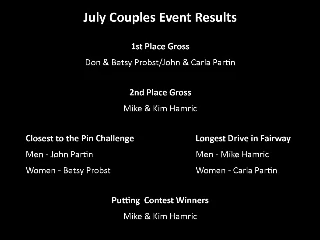 July Couples Event Results
1st Place Gross
Don & Betsy Probst/John & Carla Partin
2nd Place Gross
Mike & Kim Hamric
Closest to the Pin Challenge
Men - John Partin
Women - Betsy Probst
Longest Drive in Fairway
Men - Mike Hamric
Women - Carla Partin
Putting Contest Winners
Mike & Kim Hamric